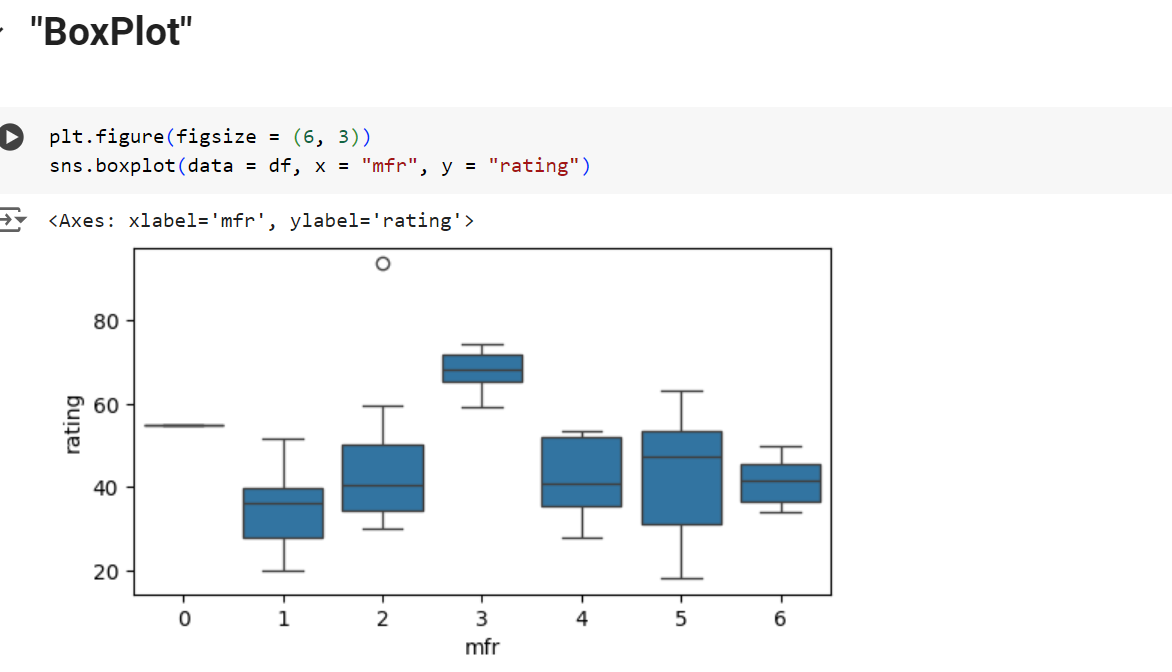 "BoxPlot"
plt.figure(figsize = (6, 3))
sns.boxplot(data = df, x = "mfr", y = "rating")
<Axes: xlabel='mfr', ylabel='rating'>
80
60
40
20
rating
0 1 2 3 4 5 6
mfr